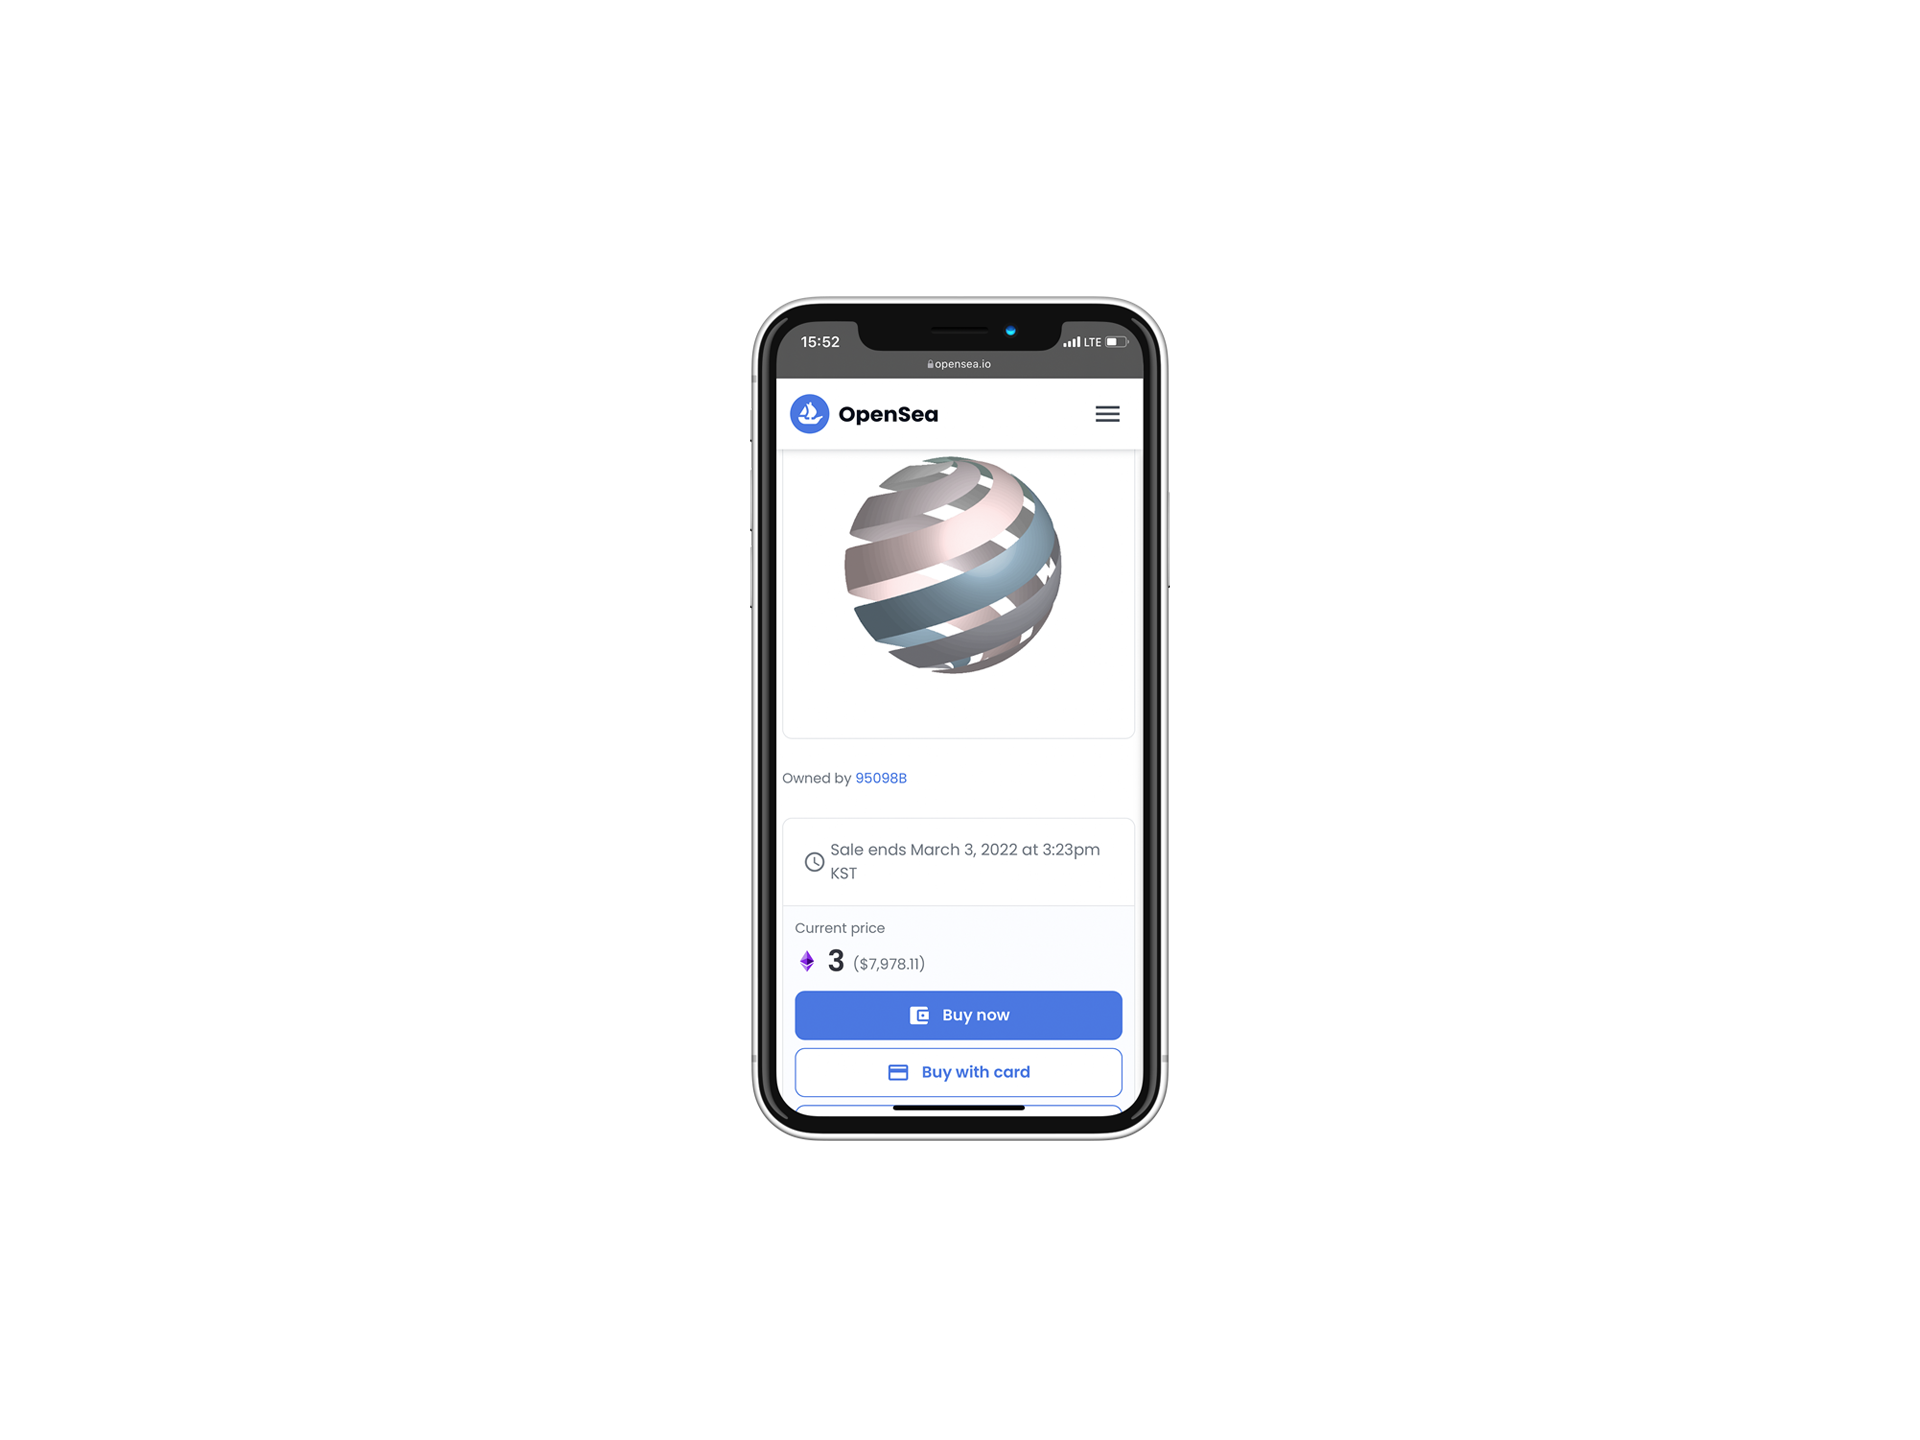 15:52
LTE
opensea.io
OpenSea
Owned by 95098B
Sale ends March 3, 2022 at 3:23pm
KST
Current price
3 ($7,978.11)
Buy now
Buy with card